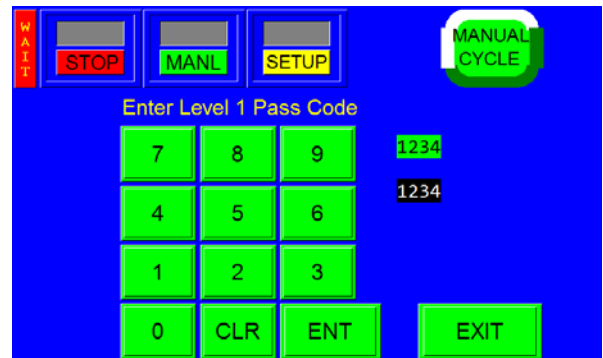 WAIT
STOP
MANL
SETUP
MANUAL
CYCLE
Enter Level 1 Pass Code
7 8 9 1234
1234
4 5 6
1 2 3
0 CLR ENT EXIT